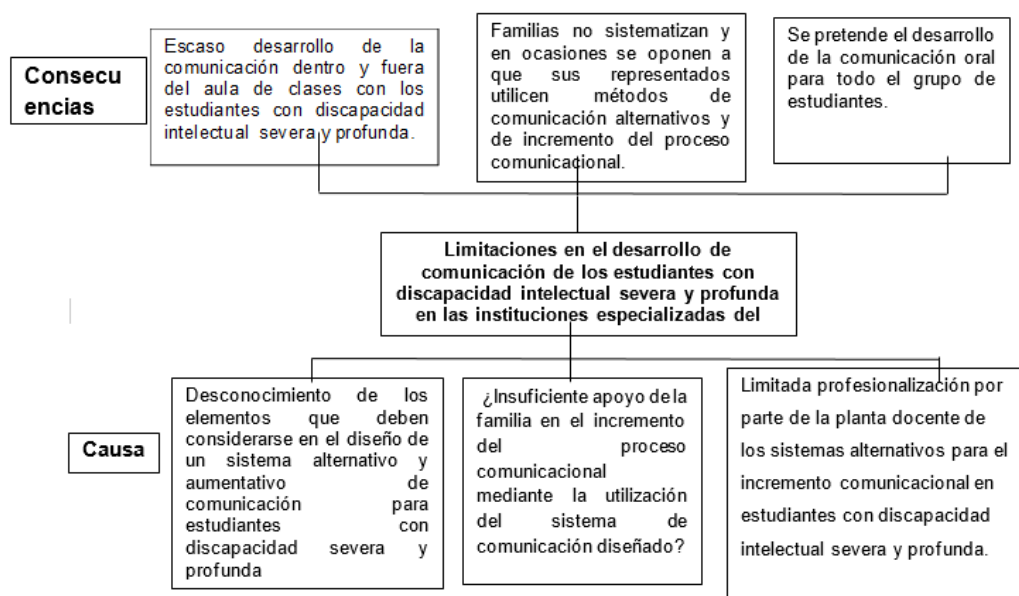 Consecu
encias
Escaso desarrollo de la
comunicación dentro y fuera
del aula de clases con los
estudiantes con discapacidad
intelectual severa y profunda.
Familias no sistematizan y
en ocasiones se oponen a
que sus representados
utilicen métodos de
comunicación alternativos y
de incremento del proceso
comunicacional.
Se pretende el desarrollo
de la comunicación oral
para todo el grupo de
estudiantes.
Limitaciones en el desarrollo de
comunicación de los estudiantes con
discapacidad intelectual severa y profunda
en las instituciones especializadas del
Causa
Desconocimiento de los
elementos que deben
considerarse en el diseño de
un sistema alternativo y
aumentativo de
comunicación para
estudiantes con
discapacidad severa y
profunda
¿Insuficiente apoyo de la
familia en el incremento
del proceso
comunicacional
mediante la utilización
del sistema de
comunicación diseñado?
Limitada profesionalización por
parte de la planta docente de
los sistemas alternativos para el
incremento comunicacional en
estudiantes con discapacidad
intelectual severa y profunda.